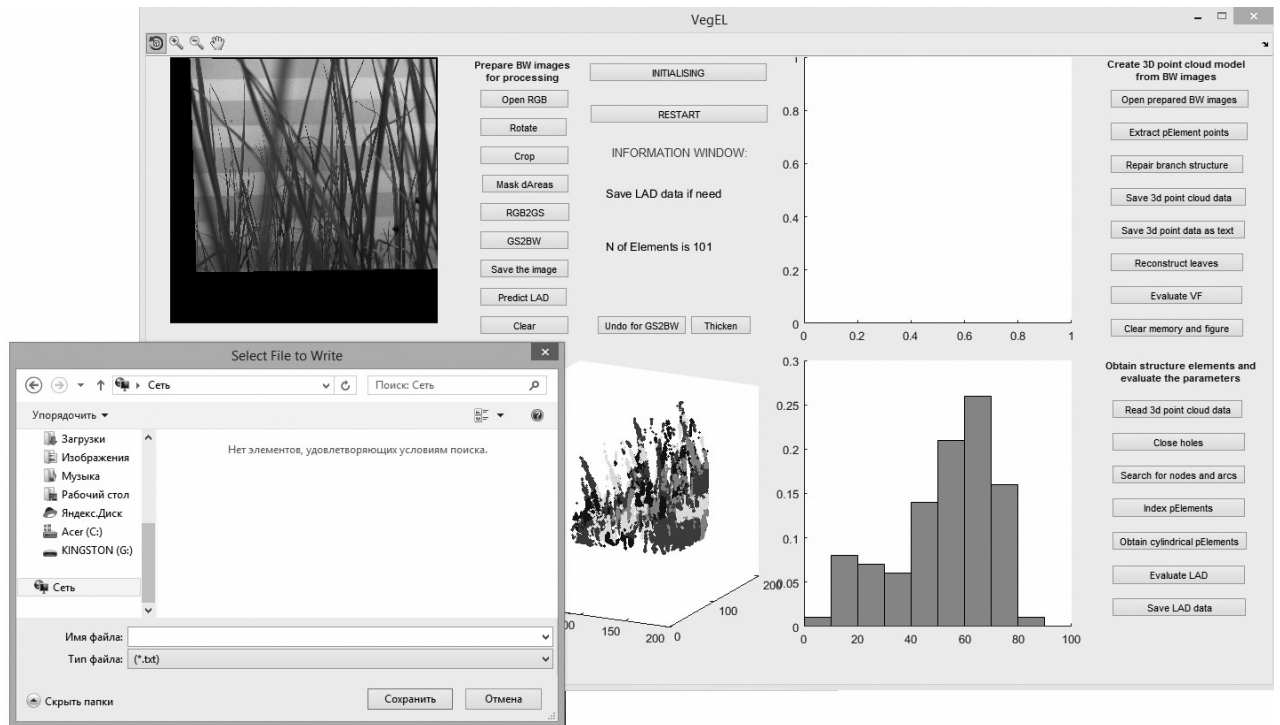 VegEL
Prepare BW images
for processing
Open RGB
Rotate
Crop
Mask dAreas
RGB2GS
GS2BW
Save the image
Predict LAD
Clear
INITIALISING
RESTART
INFORMATION WINDOW:
Save LAD data if need
N of Elements is 101
Undo for GS2BW
Thicken
1
0.8
0.6
0.4
0.2
0
0 0.2 0.4 0.6 0.8 1
Create 3D point cloud model
from BW images
Open prepared BW images
Extract pElement points
Repair branch structure
Save 3d point cloud data
Save 3d point data as text
Reconstruct leaves
Evaluate VF
Clear memory and figure
Select File to Write
Сеть
Поиск: Сеть
Упорядочить
Загрузки
Изображения
Музыка
Рабочий стол
Яндекс.Диск
Acer (C:)
KINGSTON (G:)
Сеть
Нет элементов, удовлетворяющих условиям поиска.
Имя файла:
Тип файла: (*.txt)
Скрыть папки
Сохранить
Отмена
200
100
0
150 200
0.3
0.25
0.2
0.15
0.1
0.05
0
0 20 40 60 80 100
Obtain structure elements and
evaluate the parameters
Read 3d point cloud data
Close holes
Search for nodes and arcs
Index pElements
Obtain cylindrical pElements
Evaluate LAD
Save LAD data